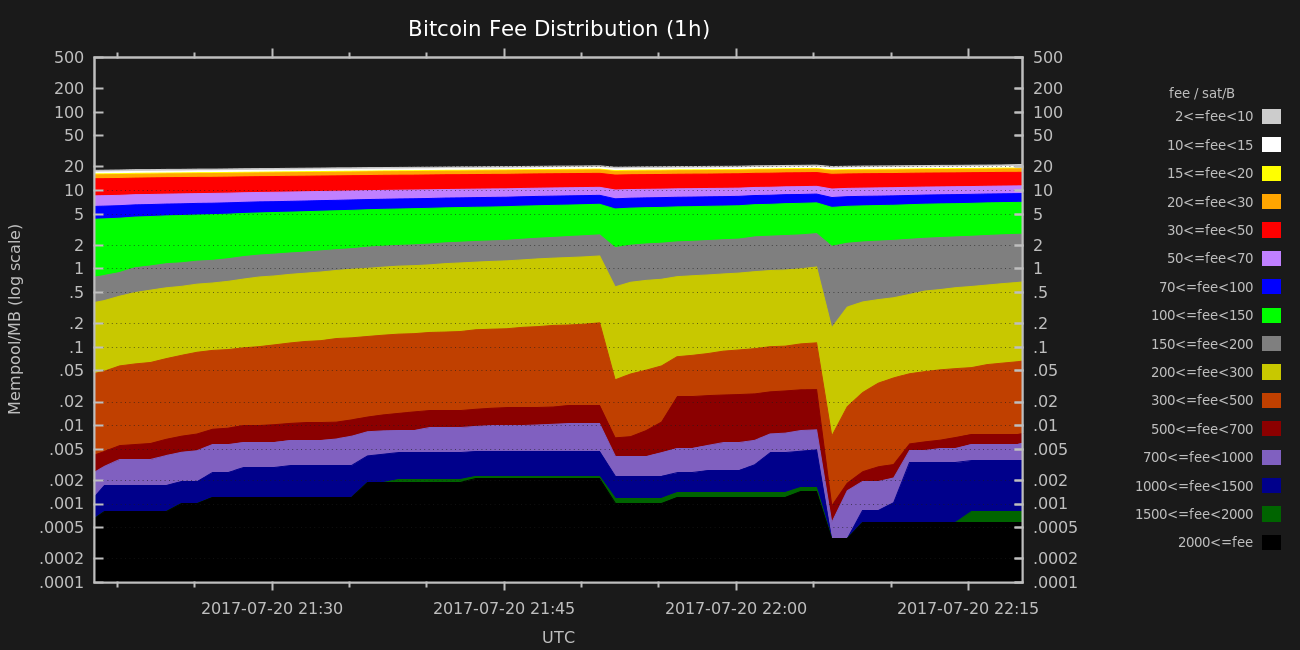 Bitcoin Fee Distribution (1h)
Mempool/MB (log scale)
500
200
100
50
20
10
5
2
1
.5
.2
.1
.05
.02
.01
.005
.002
.001
.0005
.0002
.0001
500
200
100
50
20
10
5
2
1
.5
.2
.1
.05
.02
.01
.005
.002
.001
.0005
.0002
.0001
2017-07-20 21:30 2017-07-20 21:45 2017-07-20 22:00 2017-07-20 22:15
UTC
fee / sat/B
2<=fee<10
10<=fee<15
15<=fee<20
20<=fee<30
30<=fee<50
50<=fee<70
70<=fee<100
100<=fee<150
150<=fee<200
200<=fee<300
300<=fee<500
500<=fee<700
700<=fee<1000
1000<=fee<1500
1500<=fee<2000
2000<=fee